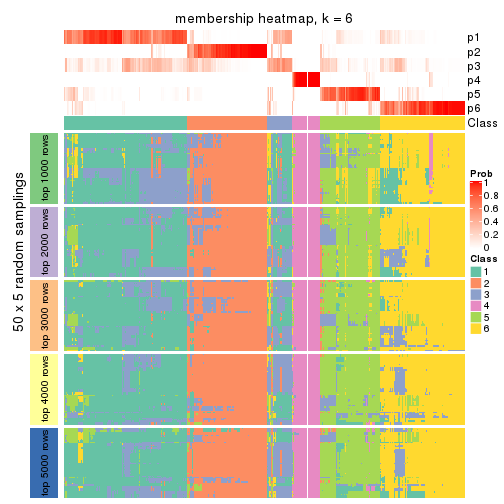 membership heatmap, k = 6
p1
p2
p3
p4
p5
p6
Class
50 x 5 random samplings
top 1000 rows
top 2000 rows
top 3000 rows
top 4000 rows
top 5000 rows
Prob
1
0.8
0.6
0.4
0.2
0
Class
1
2
3
4
5
6